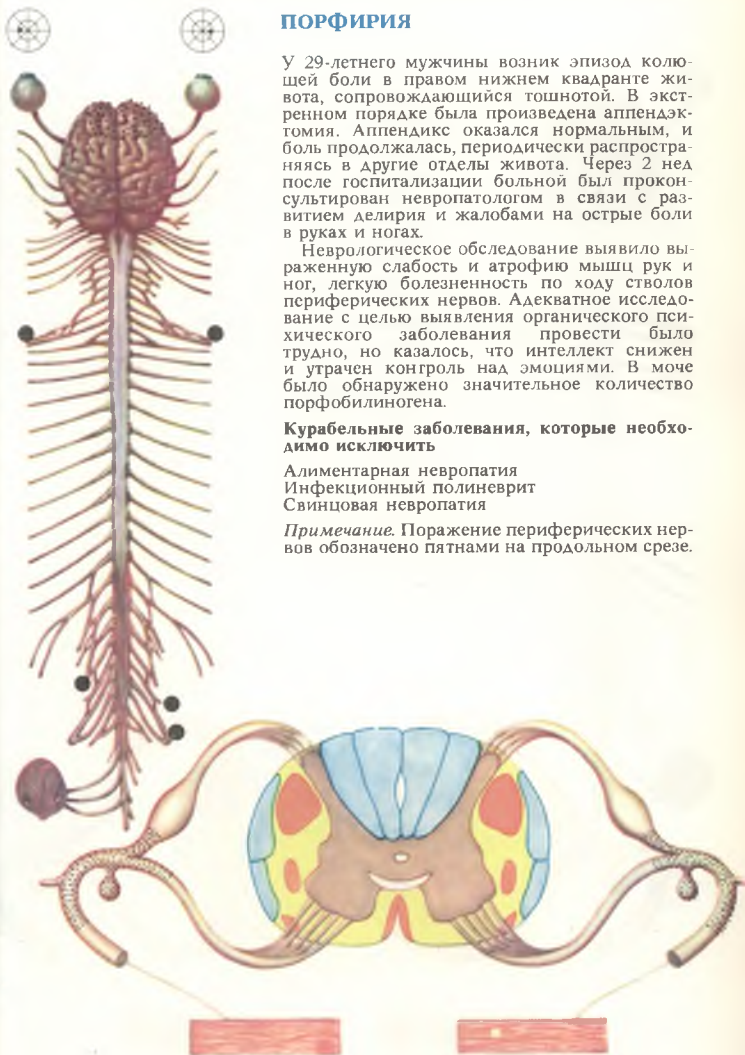 ПОРФИРИЯ
У 29-летнего мужчины возник эпизод колю-
щей боли в правом нижнем квадранте жи-
вота, сопровождающийся тошнотой. В экст-
ренном порядке была произведена аппендэк-
томия. Аппендикс оказался нормальным, и
боль продолжалась, периодически распростра-
няясь в другие отделы живота. Через 2 нед
после госпитализации больной был прокон-
сультирован невропатологом в связи с раз-
витием делирия и жалобами на острые боли
в руках и ногах.
Неврологическое обследование выявило вы-
раженную слабость и атрофию мышц рук и
ног, легкую болезненность по ходу стволов
периферических нервов. Адекватное исследо-
вание с целью выявления органического пси-
хического заболевания провести было
трудно, но казалось, что интеллект снижен
и утрачен контроль над эмоциями. В моче
было обнаружено значительное количество
порфобилиногена.
Курабельные заболевания, которые необхо-
димо исключить
Алиментарная невропатия
Инфекционный полиневрит
Свинцовая невропатия
Примечание. Поражение периферических нер-
вов обозначено пятнами на продольном срезе.